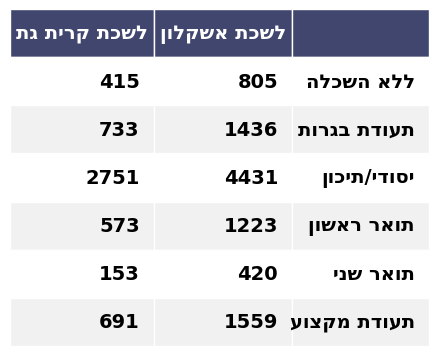 לשכת אשקלון לשכת קרית גת
ללא השכלה 805 415
תעודת בגרות 1436 733
יסודי/תיכון 4431 2751
תואר ראשון 1223 573
תואר שני 420 153
תעודת מקצוע 1559 691